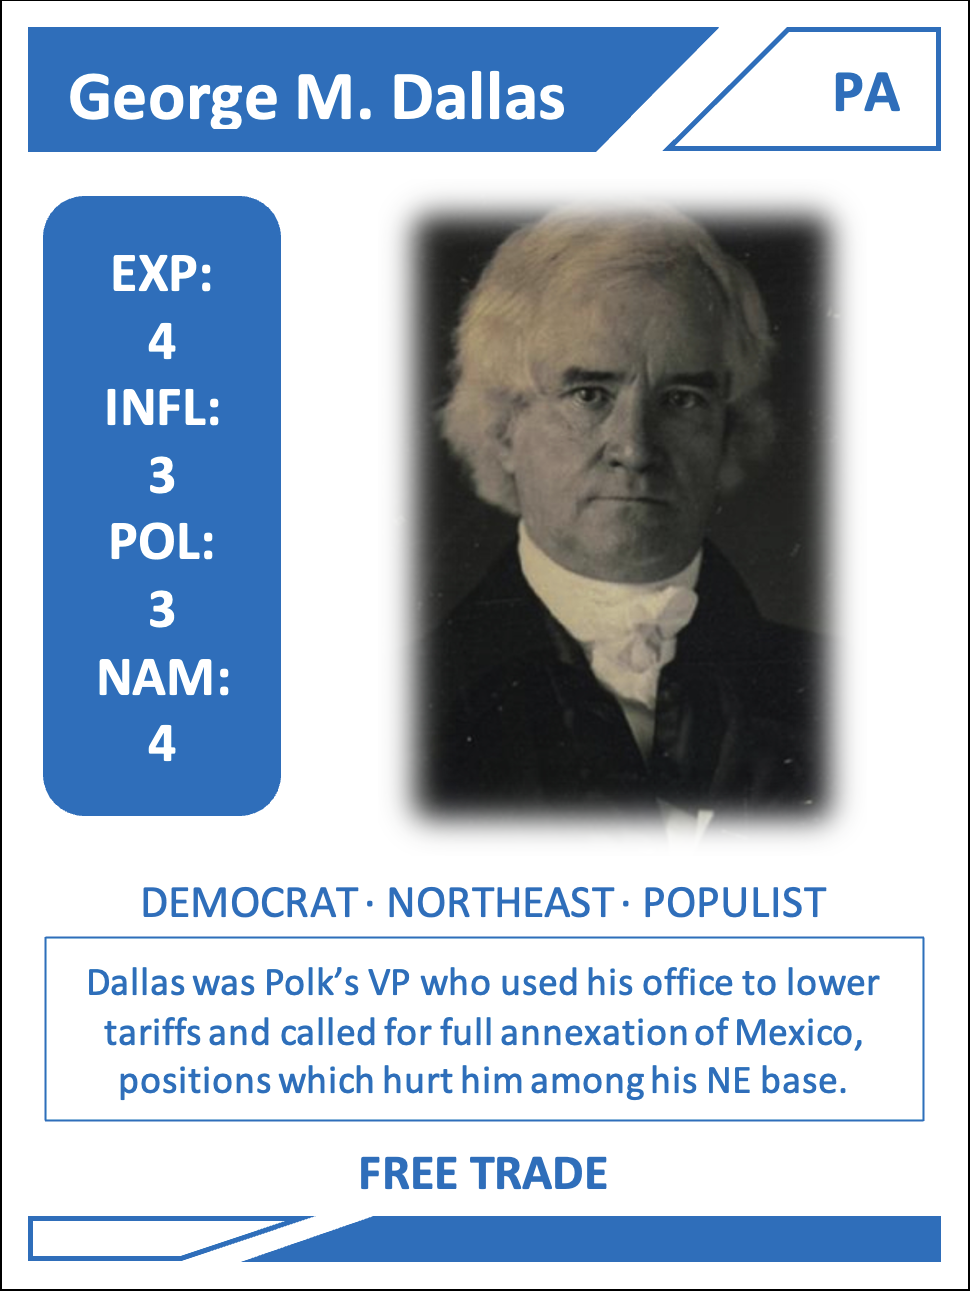 George M. Dallas
PA
EXP:
4
INFL:
3
POL:
3
NAM:
4
DEMOCRAT · NORTHEAST · POPULIST
Dallas was Polk’s VP who used his office to lower
tariffs and called for full annexation of Mexico,
positions which hurt him among his NE base.
FREE TRADE